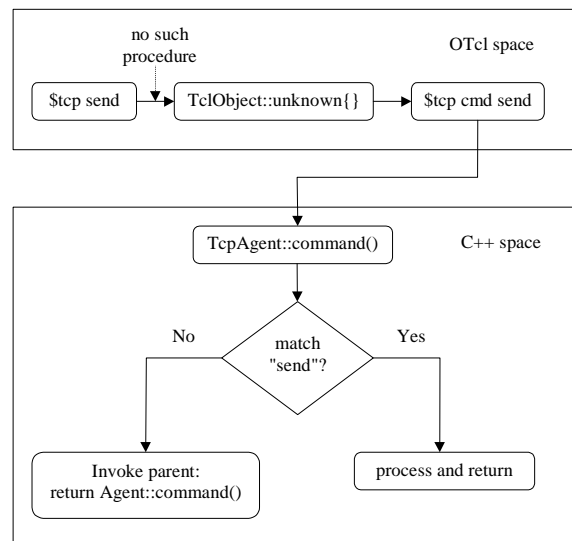 no such
procedure
OTcl space
$tcp send
TclObject::unknown{}
$tcp cmd send
TcpAgent::command()
C++ space
No
match
"send"?
Yes
Invoke parent:
return Agent::command()
process and return